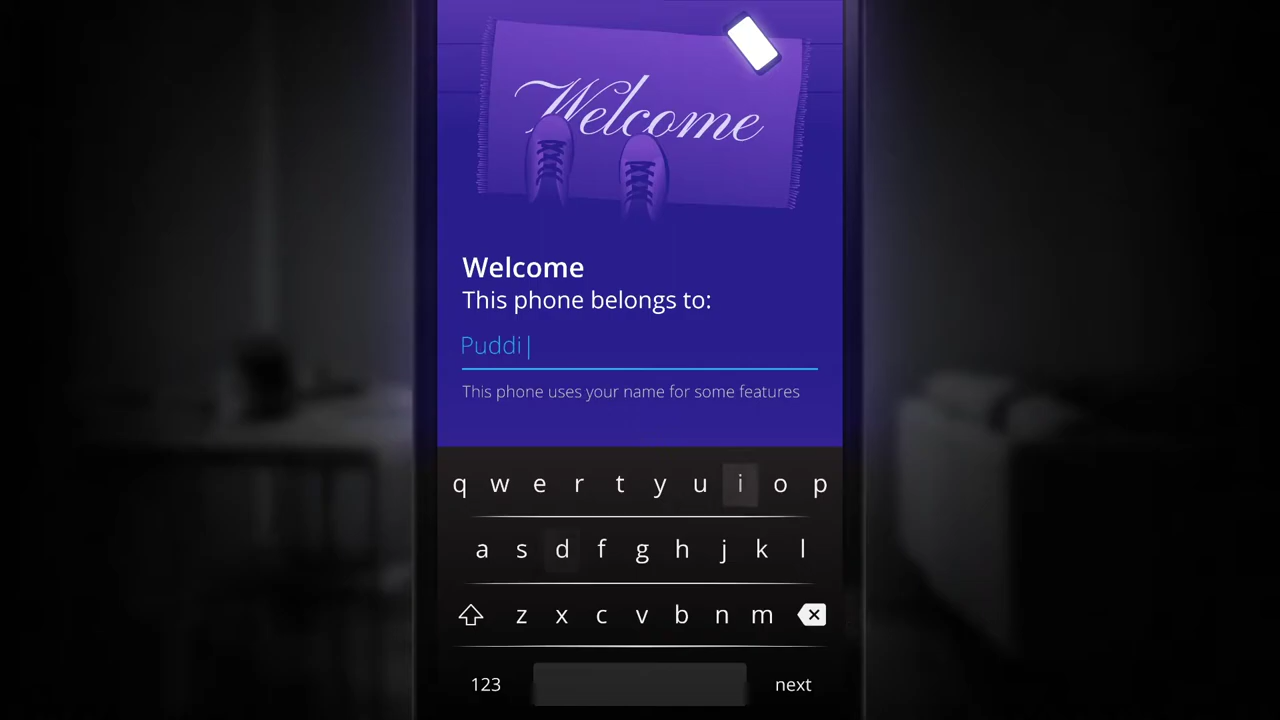 Welcome
Welcome
This phone belongs to:
Puddi
This phone uses your name for some features
q w e r t y u i o p
a s d f g h j k l
z x c v b n m
123 next